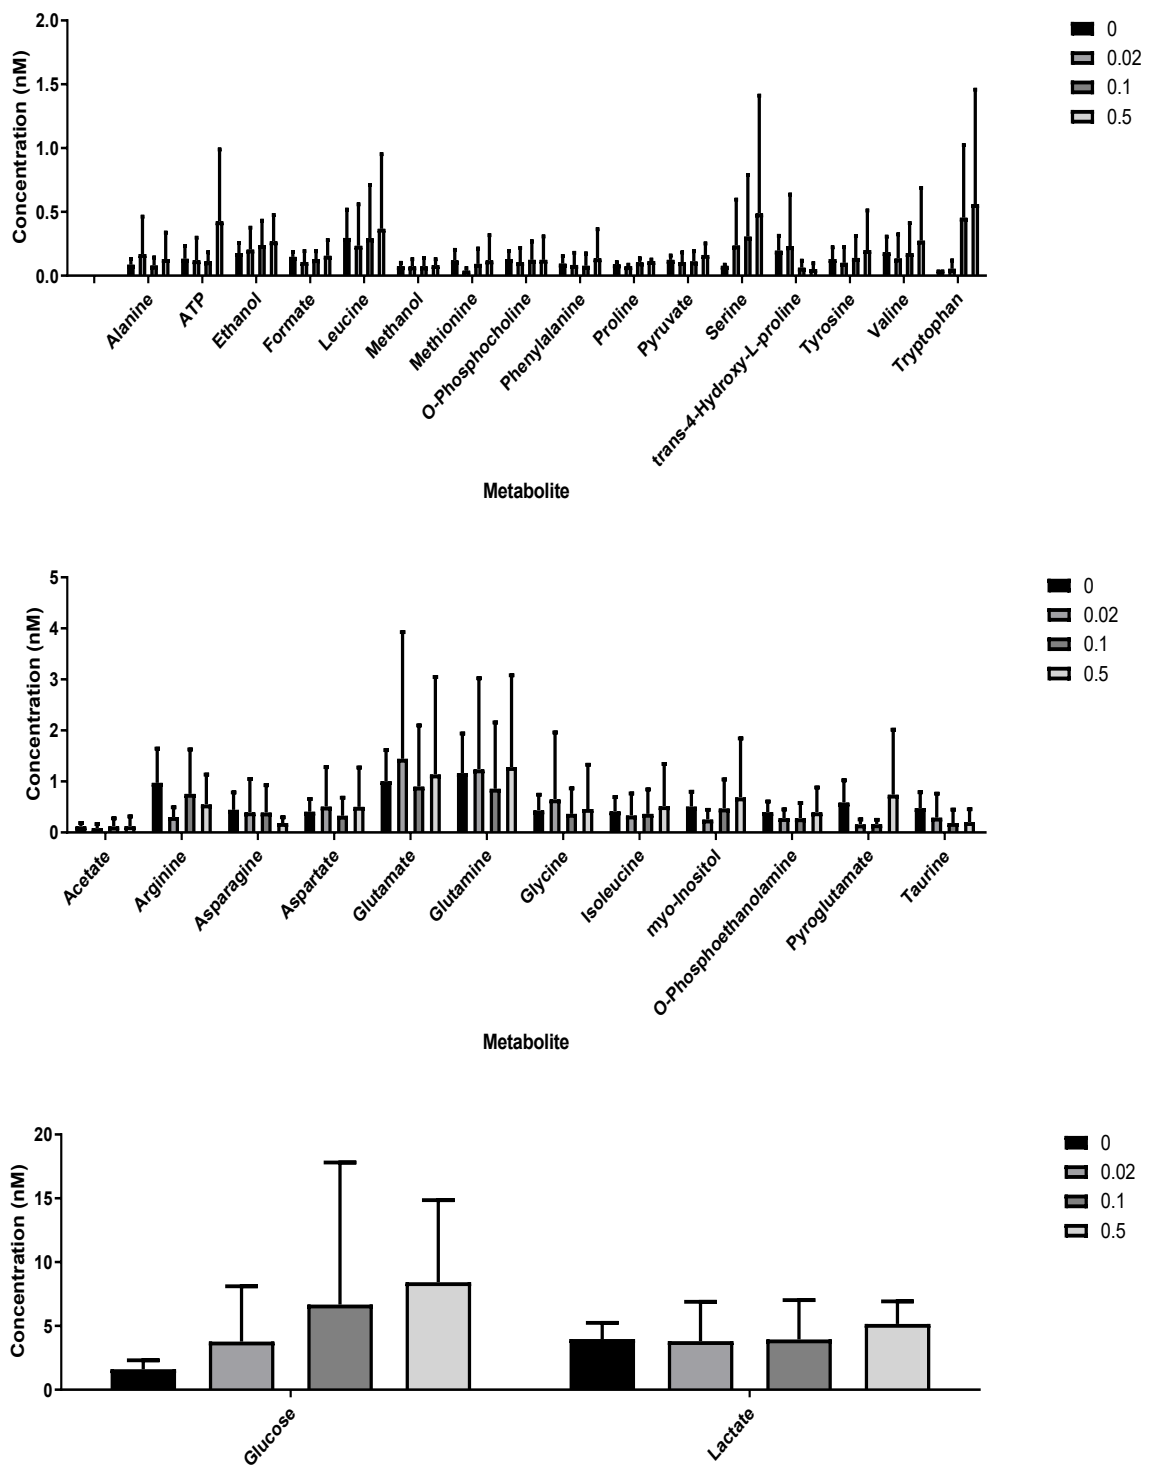 2.0
1.5
1.0
0.5
0.0
Concentration (nM)
0
0.02
0.1
0.5
Alanine
ATP
Ethanol
Formate
Leucine
Methanol
Methionine
O-Phosphocholine
Phenylalanine
Proline
Pyruvate
Serine
trans-4-Hydroxy-L-proline
Tyrosine
Valine
Tryptophan
Metabolite
5
4
3
2
1
0
Concentration (nM)
0
0.02
0.1
0.5
Acetate
Arginine
Asparagine
Aspartate
Glutamate
Glutamine
Glycine
Isoleucine
myo-Inositol
O-Phosphoethanolamine
Pyroglutamate
Taurine
Metabolite
20
15
10
5
0
Concentration (nM)
0
0.02
0.1
0.5
Glucose
Lactate